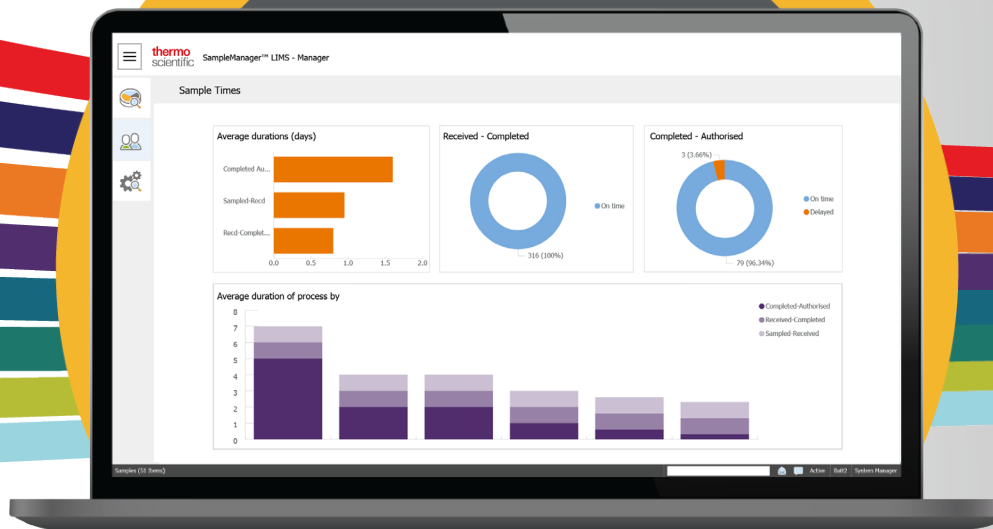 thermo
scientific
SampleManager™ LIMS - Manager
Sample Times
Average durations (days)
Completed Au...
Sampled-Recd
Recd-Complet...
0.0 0.5 1.0 1.5 2.0
Received - Completed
On time
316 (100%)
Completed - Authorised
3 (3.66%)
On time
Delayed
79 (96.34%)
Average duration of process by
8
7
6
5
4
3
2
1
0
Completed-Authorised
Received-Completed
Sampled-Received
Samples (51 Items)
Active Batt2 System Manager